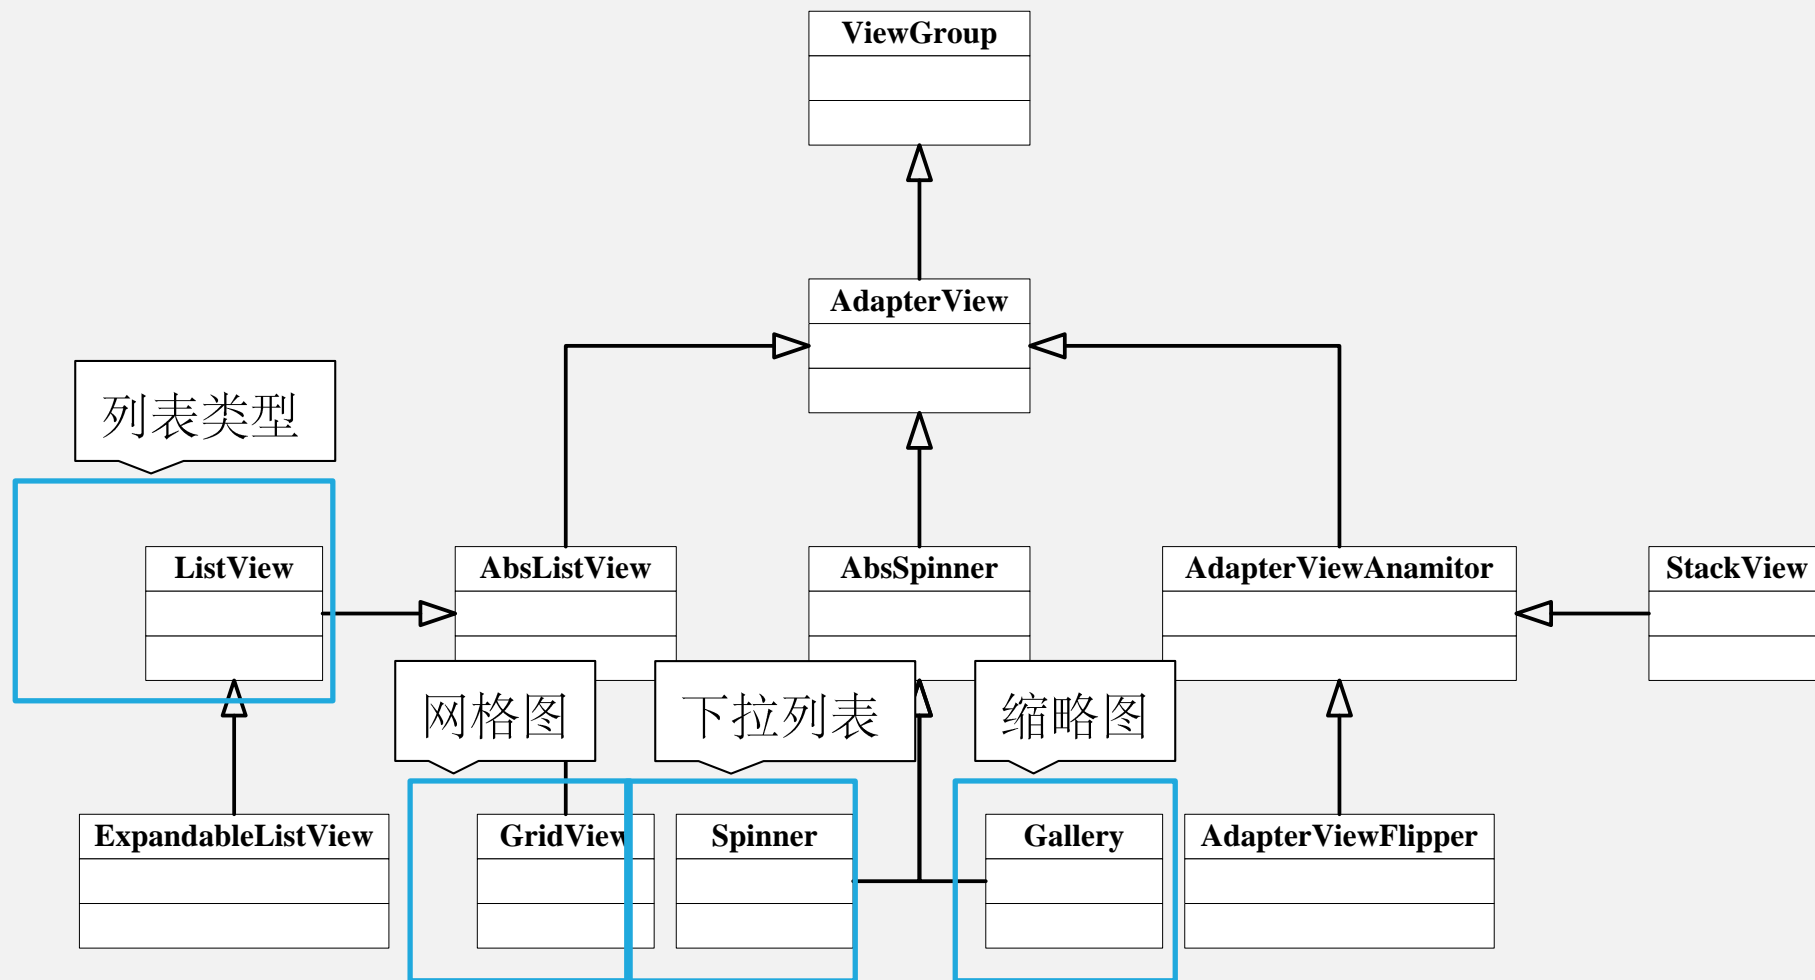 ViewGroup
AdapterView
列表类型
ListView
AbsListView
AbsSpinner
AdapterViewAnamitor
StackView
网格图
下拉列表
缩略图
ExpandableListView
GridView
Spinner
Gallery
AdapterViewFlipper